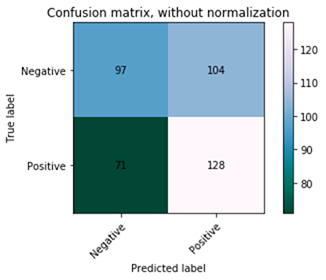 Confusion matrix, without normalization
True label
Negative
Positive
97 104
71 128
Negative
Positive
Predicted label
120
110
100
90
80